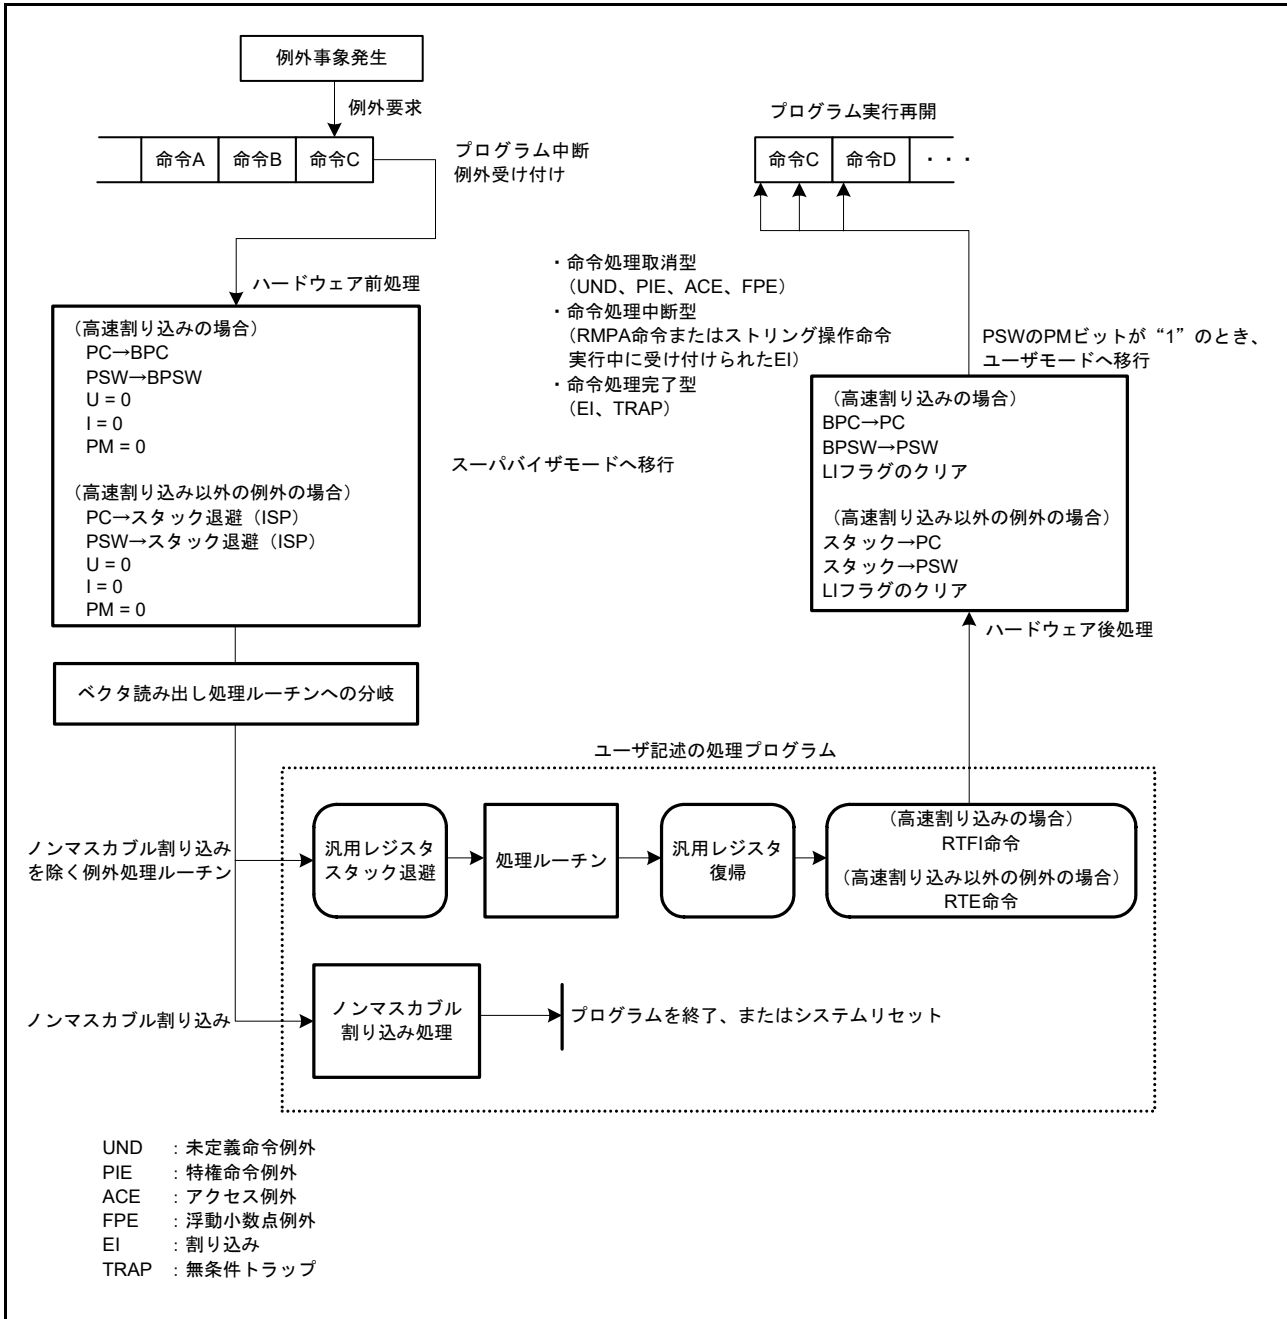 例外事象発生
例外要求
命令A 命令B 命令C
プログラム中断
例外受け付け
プログラム実行再開
命令C 命令D ・・・
ハードウェア前処理
（高速割り込みの場合）
PC→BPC
PSW→BPSW
U = 0
I = 0
PM = 0
（高速割り込み以外の例外の場合）
PC→スタック退避（ISP）
PSW→スタック退避（ISP）
U = 0
I = 0
PM = 0
・命令処理取消型
（UND、PIE、ACE、FPE）
・命令処理中断型
（RMPA命令またはストリング操作命令
実行中に受け付けられたEI）
・命令処理完了型
（EI、TRAP）
スーパバイザモードへ移行
PSWのPMビットが“1”のとき、
ユーザモードへ移行
（高速割り込みの場合）
BPC→PC
BPSW→PSW
LIフラグのクリア
（高速割り込み以外の例外の場合）
スタック→PC
スタック→PSW
LIフラグのクリア
ハードウェア後処理
ベクタ読み出し処理ルーチンへの分岐
ユーザ記述の処理プログラム
ノンマスカブル割り込み
を除く例外処理ルーチン
汎用レジスタ
スタック退避
処理ルーチン
汎用レジスタ
復帰
（高速割り込みの場合）
RTFI命令
（高速割り込み以外の例外の場合）
RTE命令
ノンマスカブル割り込み
ノンマスカブル
割り込み処理
プログラムを終了、またはシステムリセット
UND ：未定義命令例外
PIE ：特権命令例外
ACE ：アクセス例外
FPE ：浮動小数点例外
EI ：割り込み
TRAP ：無条件トラップ